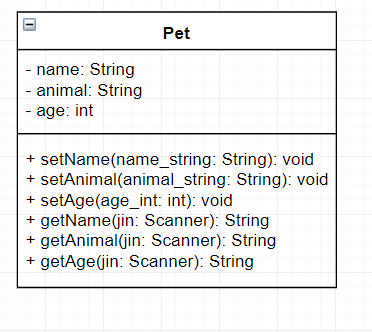 Pet
- name: String
- animal: String
- age: int
+ setName(name_string: String): void
+ setAnimal(animal_string: String): void
+ setAge(age_int: int): void
+ getName(jin: Scanner): String
+ getAnimal(jin: Scanner): String
+ getAge(jin: Scanner): String